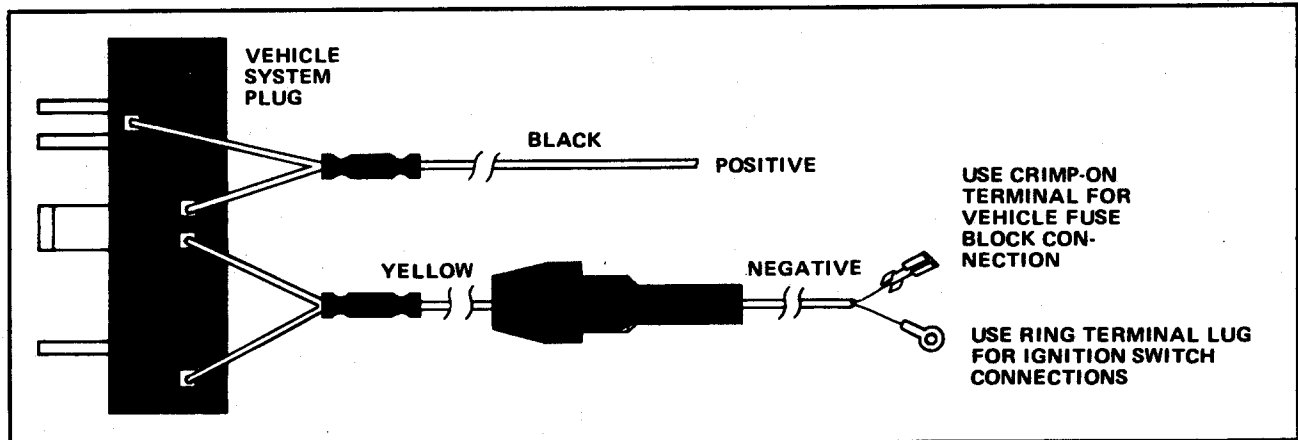 VEHICLE
SYSTEM
PLUG
BLACK
POSITIVE
YELLOW
NEGATIVE
USE CRIMP-ON
TERMINAL FOR
VEHICLE FUSE
BLOCK CON-
NECTION
USE RING TERMINAL LUG
FOR IGNITION SWITCH
CONNECTIONS